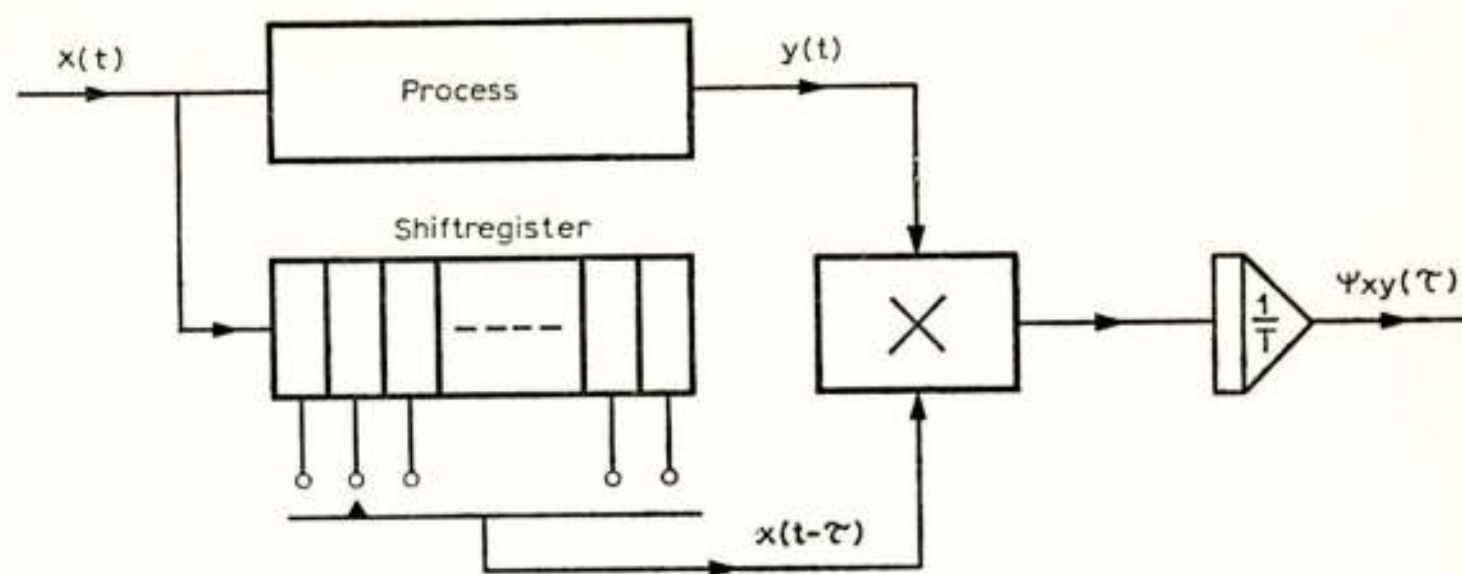 x(t)
Process
y(t)
Shiftregister
Ψxy(τ)
1
T
x(t-τ)